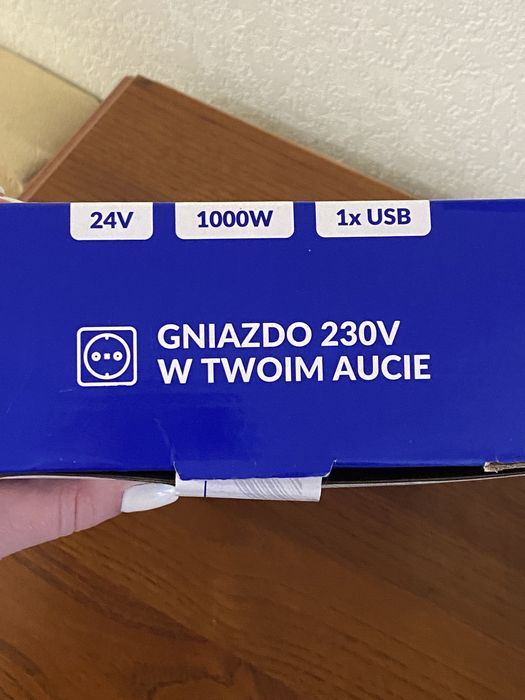 24V 1000W 1x USB
GNIAZDO 230V
W TWOIM AUCIE